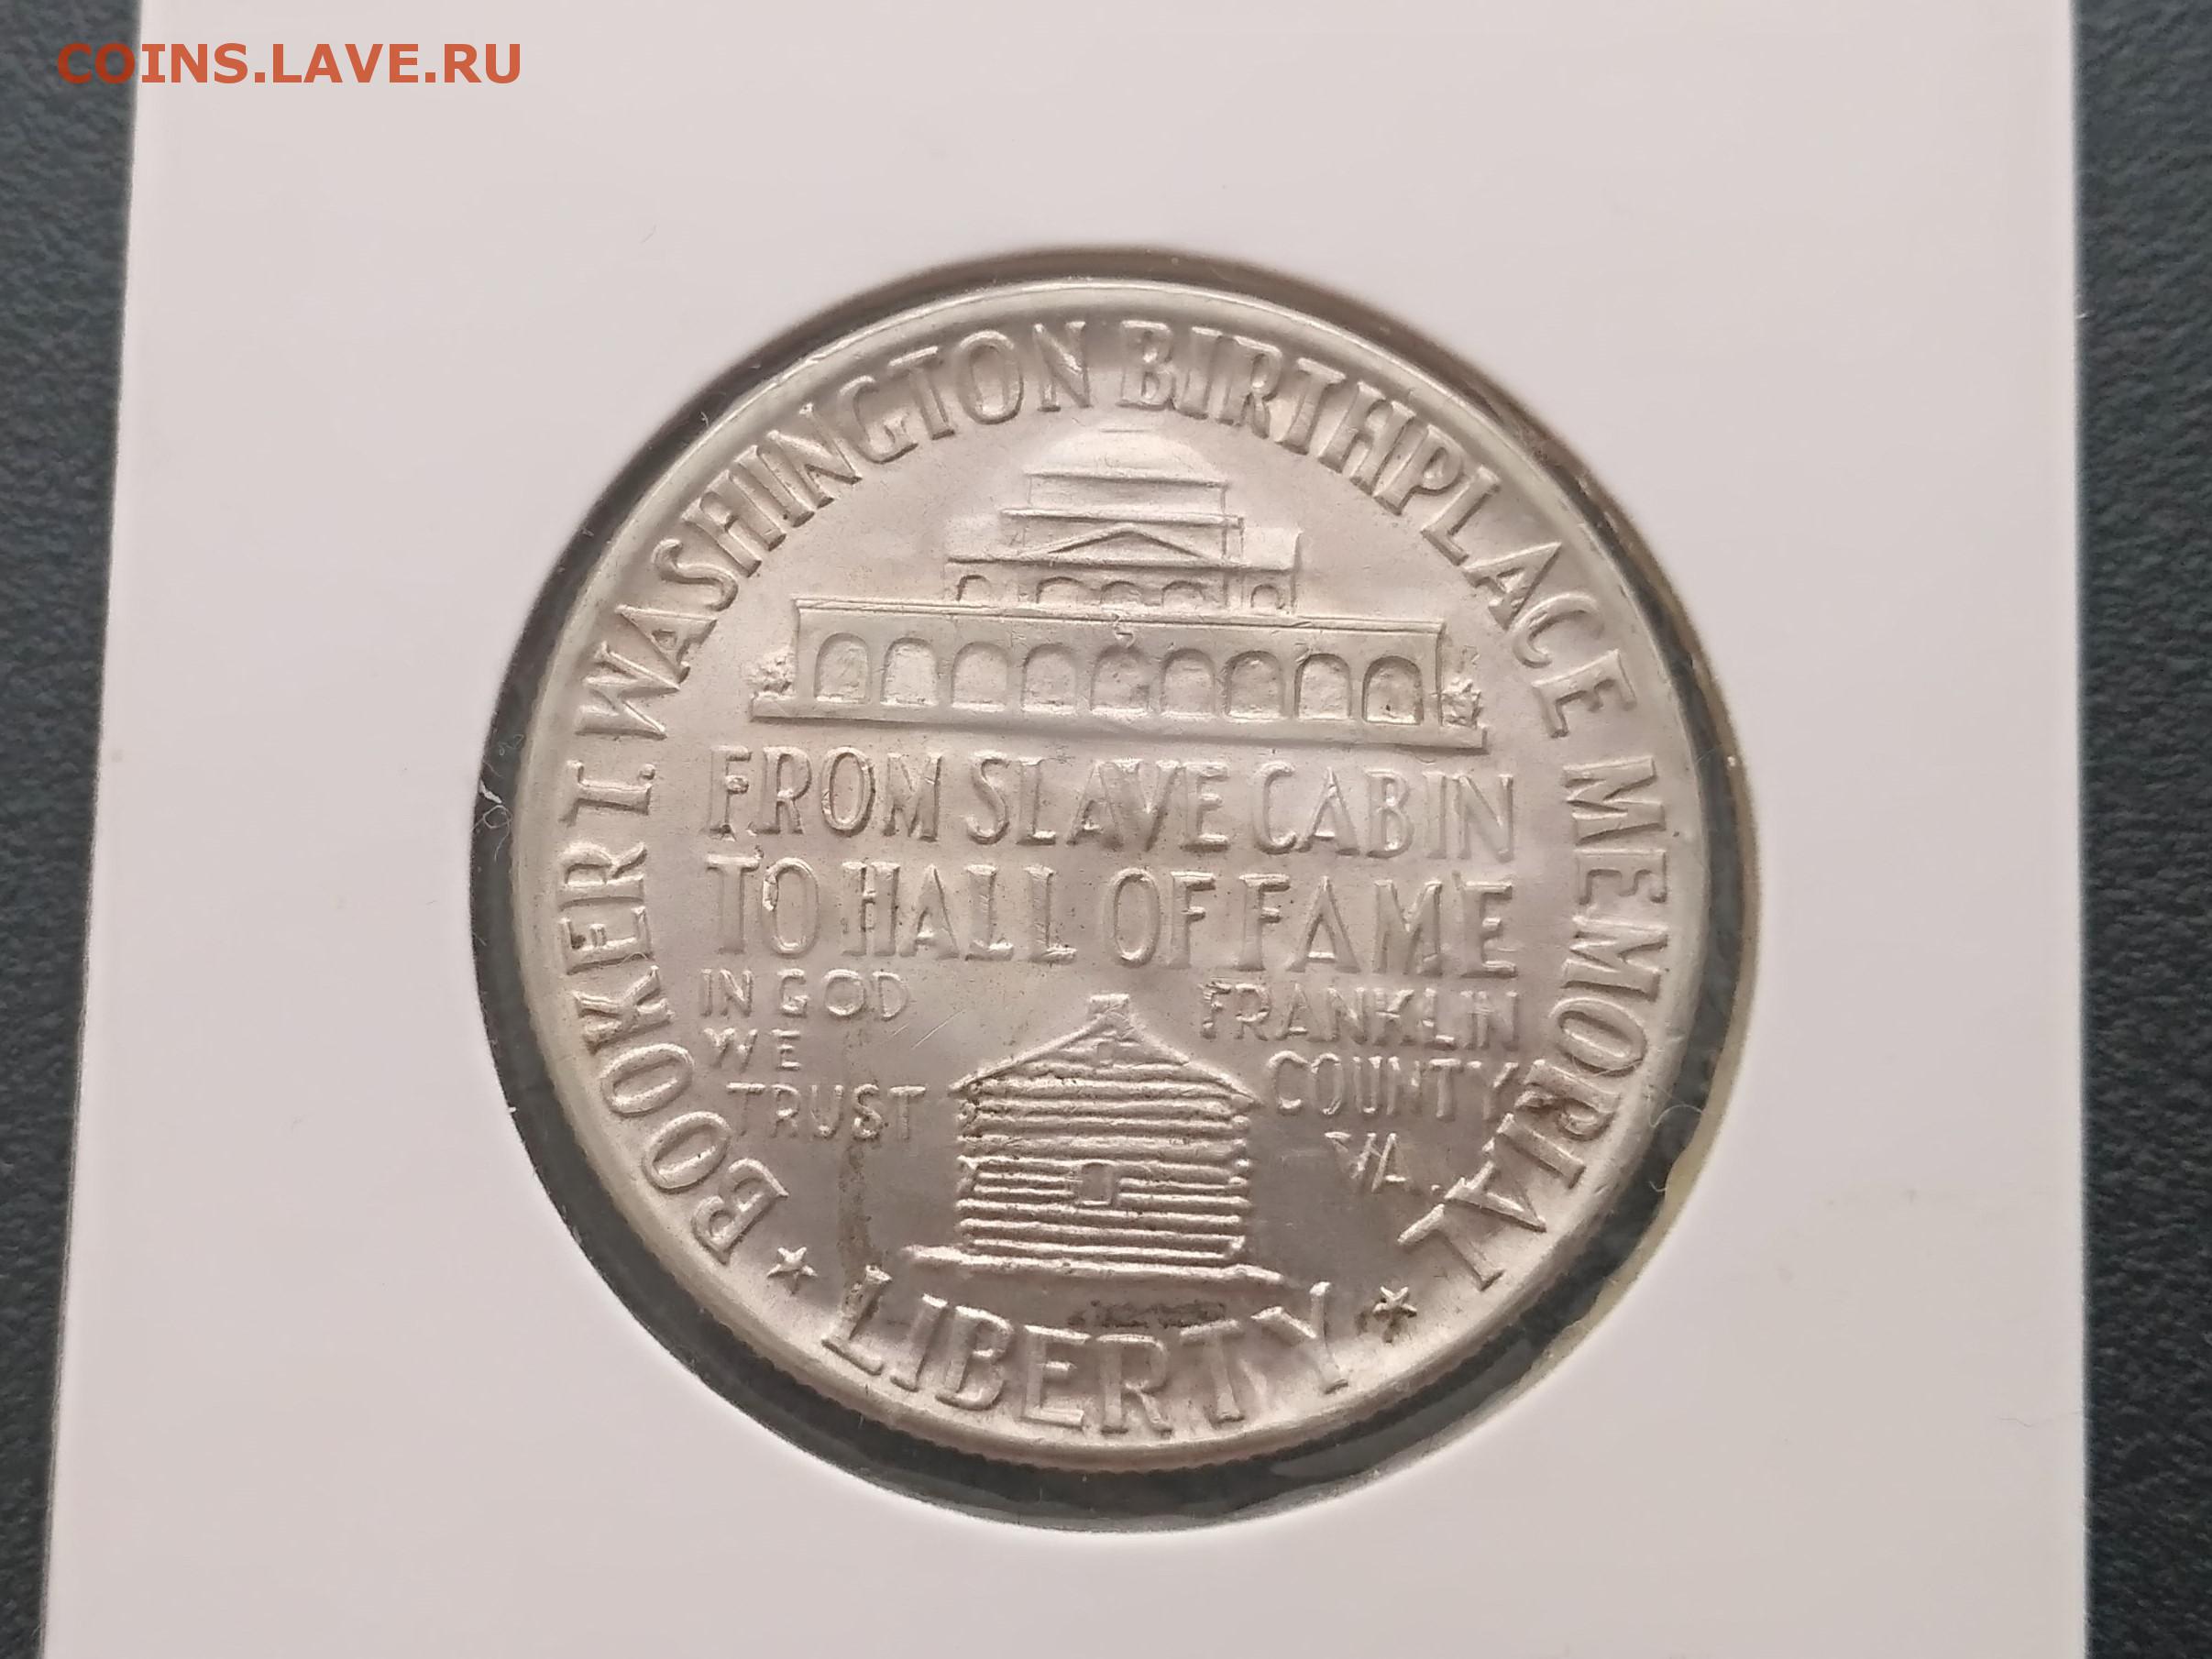 COINS.LAVE.RU
BOOKER T. WASHINGTON BIRTHPLACE MEMORIAL
FROM SLAVE CABIN
TO HALL OF FAME
IN GOD
WE
TRUST
FRANKLIN
COUNTY
VA.
★ LIBERTY ★